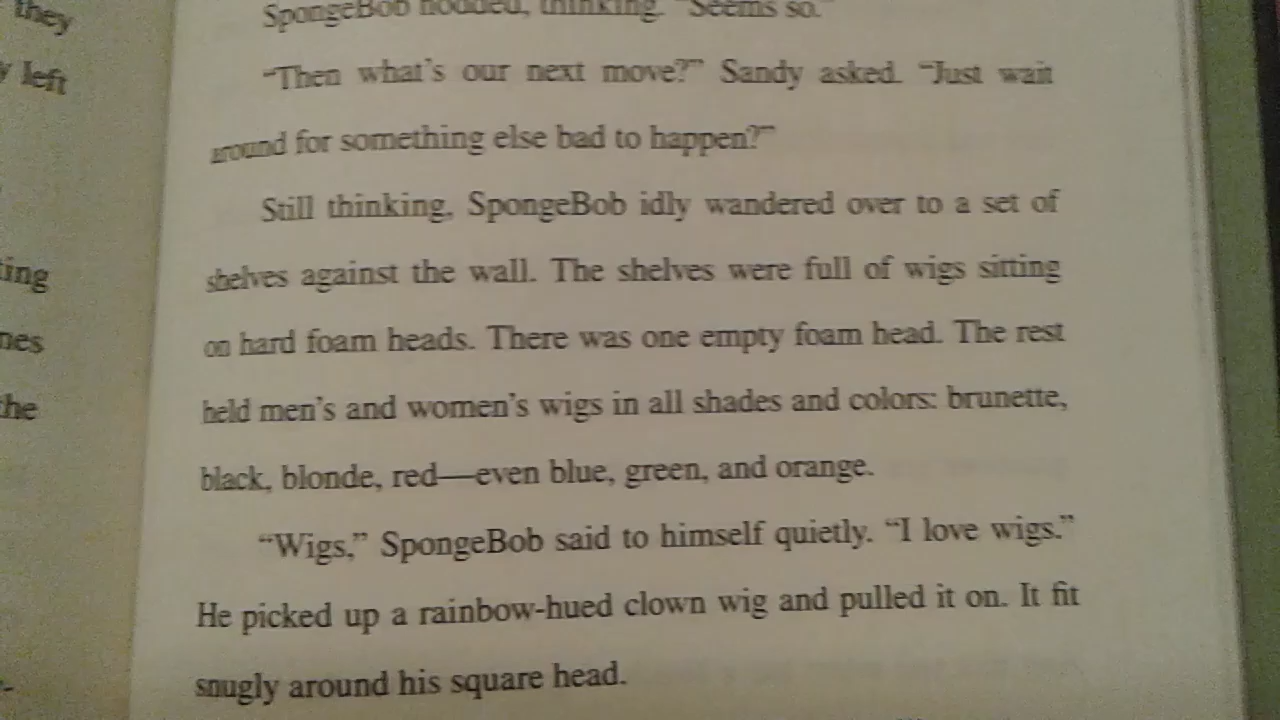 they
left
ing
nes
he
SpongeBob nodded, thinking. “Seems so.”
“Then what’s our next move?” Sandy asked. “Just wait
around for something else bad to happen?”
Still thinking, SpongeBob idly wandered over to a set of
shelves against the wall. The shelves were full of wigs sitting
on hard foam heads. There was one empty foam head. The rest
held men’s and women’s wigs in all shades and colors: brunette,
black, blonde, red—even blue, green, and orange.
“Wigs,” SpongeBob said to himself quietly. “I love wigs.”
He picked up a rainbow-hued clown wig and pulled it on. It fit
snugly around his square head.